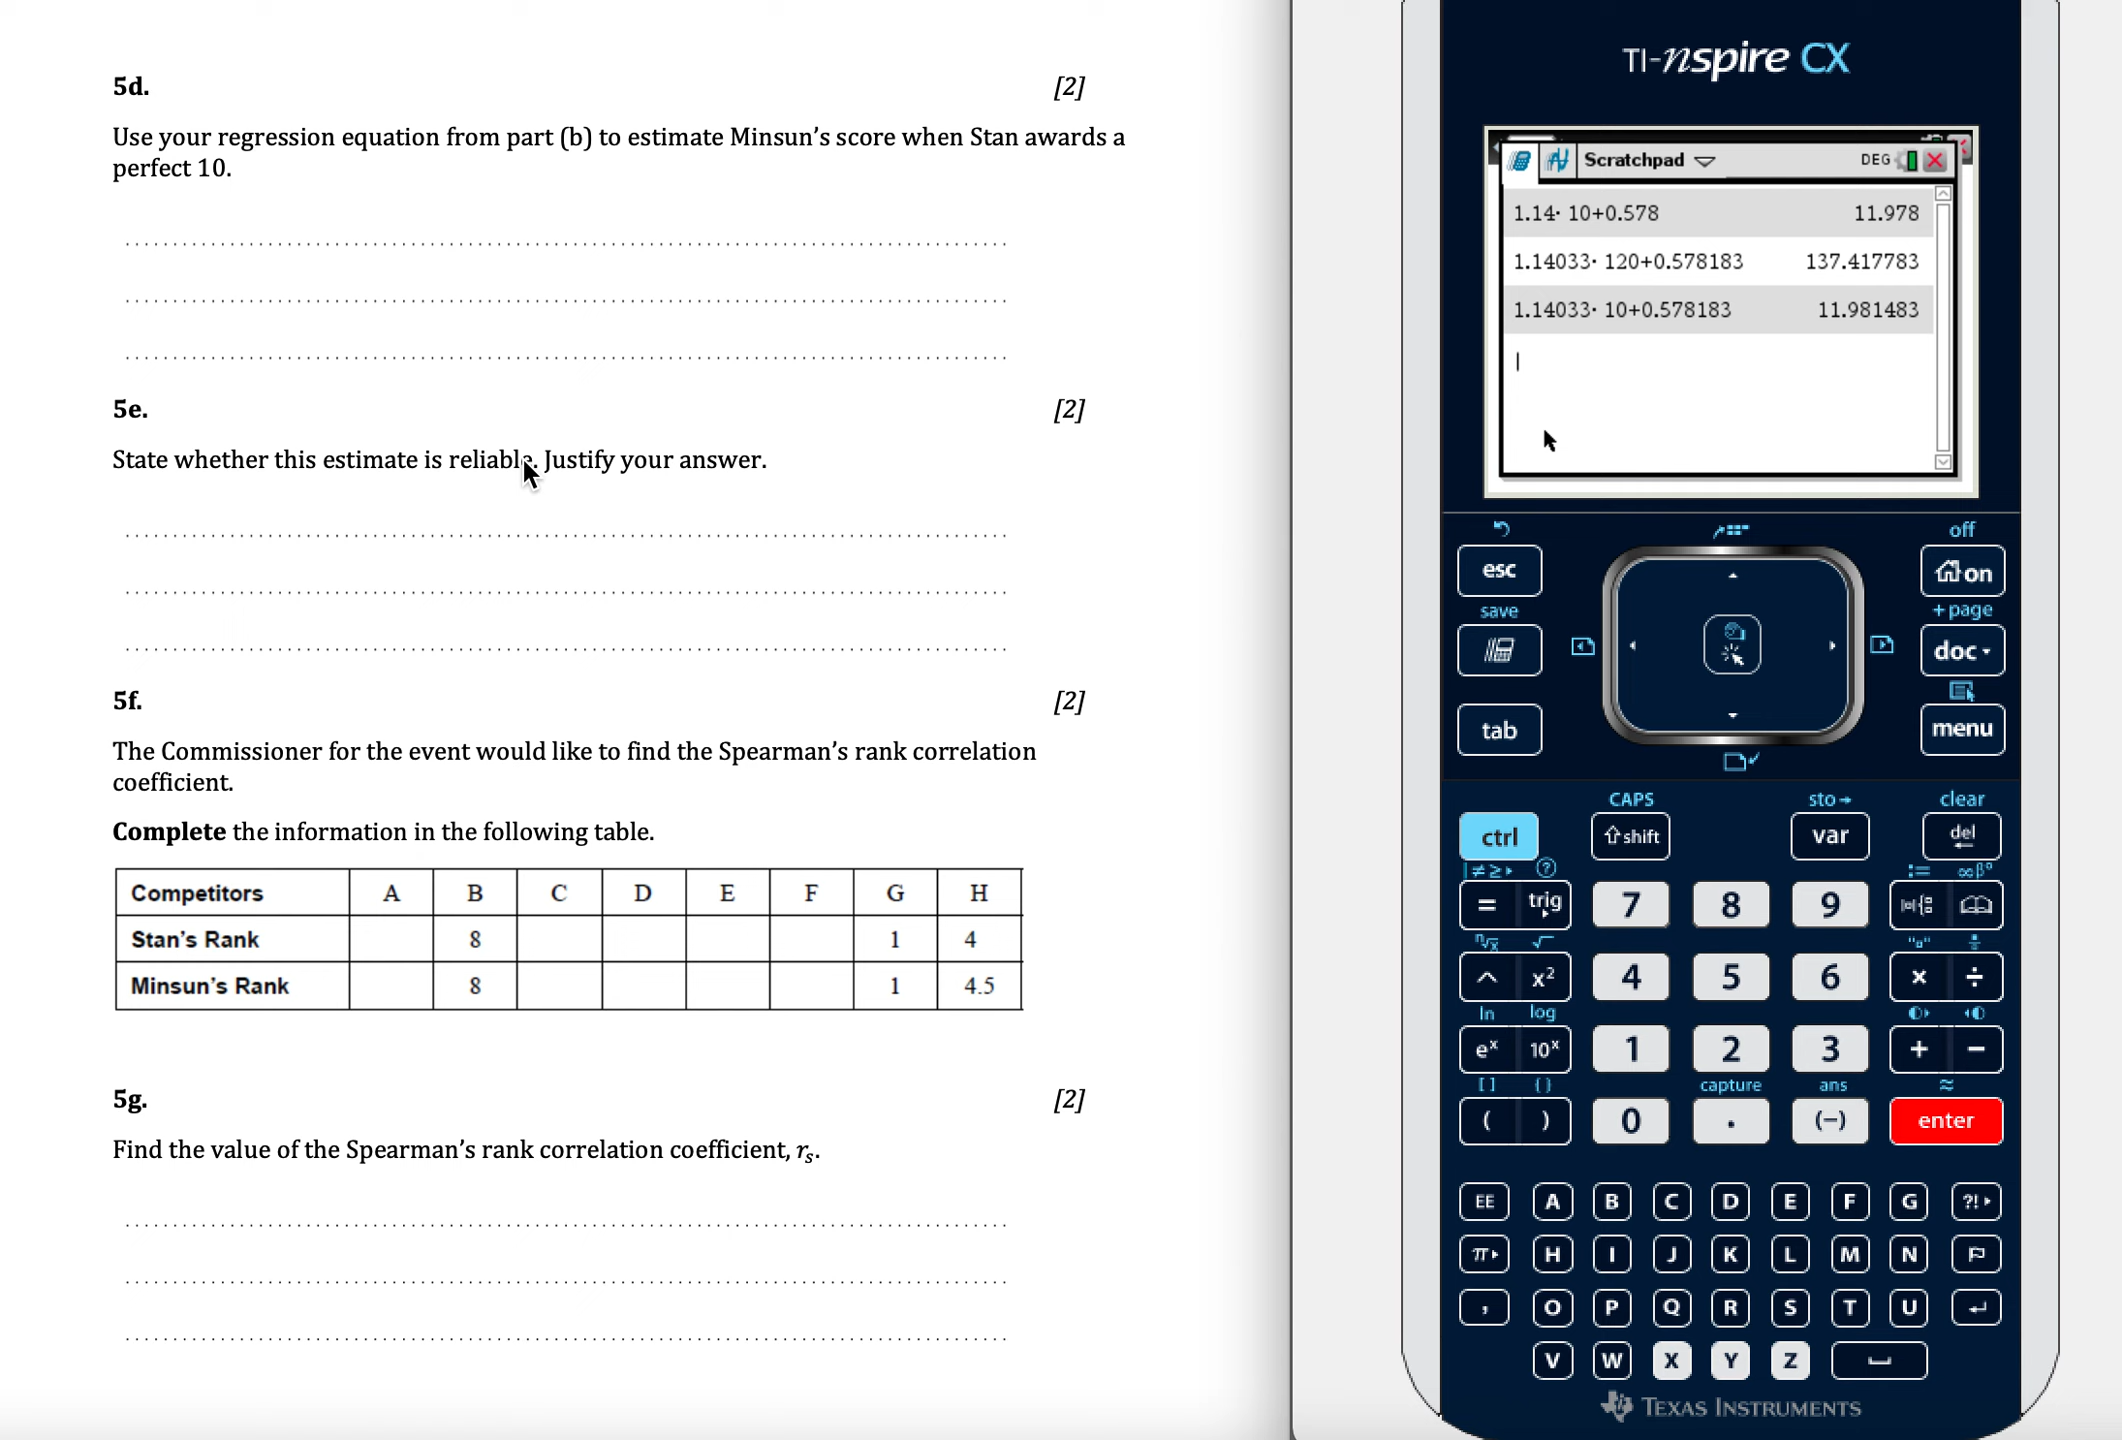 5d. [2]
Use your regression equation from part (b) to estimate Minsun’s score when Stan awards a
perfect 10.
5e. [2]
State whether this estimate is reliable. Justify your answer.
5f. [2]
The Commissioner for the event would like to find the Spearman’s rank correlation
coefficient.
Complete the information in the following table.
Competitors A B C D E F G H
Stan’s Rank 8 1 4
Minsun’s Rank 8 1 4.5
5g. [2]
Find the value of the Spearman’s rank correlation coefficient, rₛ.
TI-nspire CX
Scratchpad DEG
1.14· 10+0.578 11.978
1.14033· 120+0.578183 137.417783
1.14033· 10+0.578183 11.981483
off
esc on
save + page
doc
tab menu
CAPS sto clear
ctrl shift var del
|≠≥ ? := ∞β°
= trig 7 8 9
ⁿ√x √ "□"
^ x² 4 5 6 × ÷
ln log
eˣ 10ˣ 1 2 3 + −
[ ] { } capture ans ≈
( ) 0 . (−) enter
EE A B C D E F G ?!
π H I J K L M N
, O P Q R S T U
V W X Y Z
TEXAS INSTRUMENTS